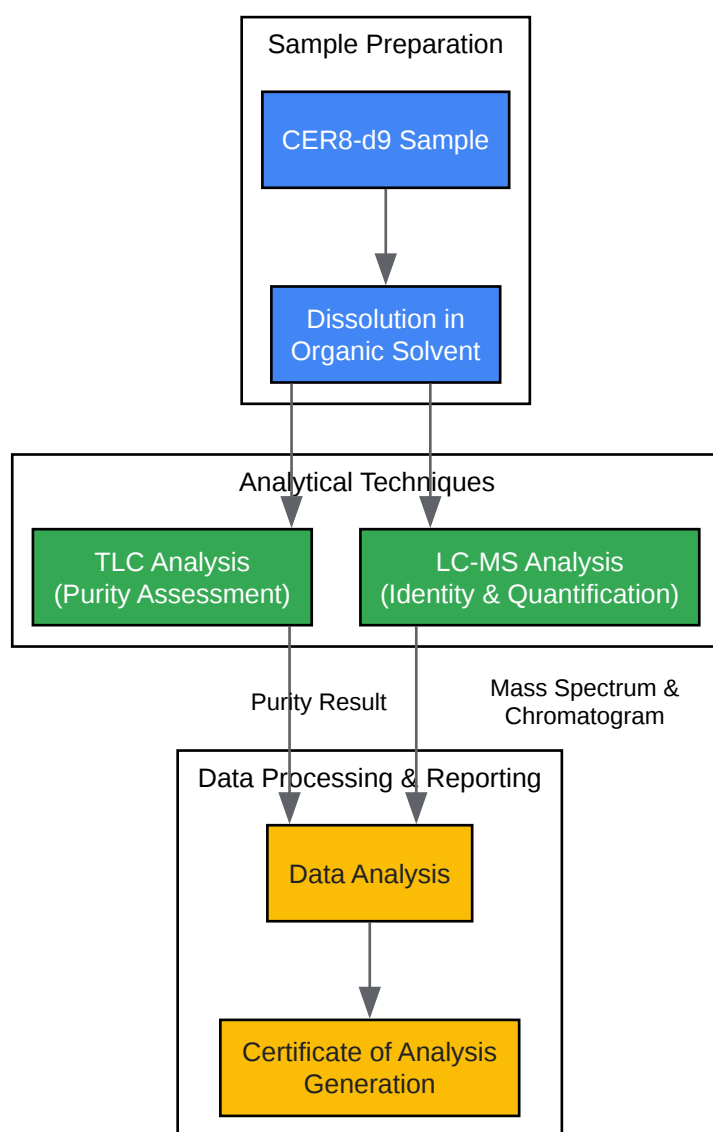 Sample Preparation
CER8-d9 Sample
Dissolution in
Organic Solvent
Analytical Techniques
TLC Analysis
(Purity Assessment)
LC-MS Analysis
(Identity & Quantification)
Purity Result
Mass Spectrum &
Chromatogram
Data Processing & Reporting
Data Analysis
Certificate of Analysis
Generation